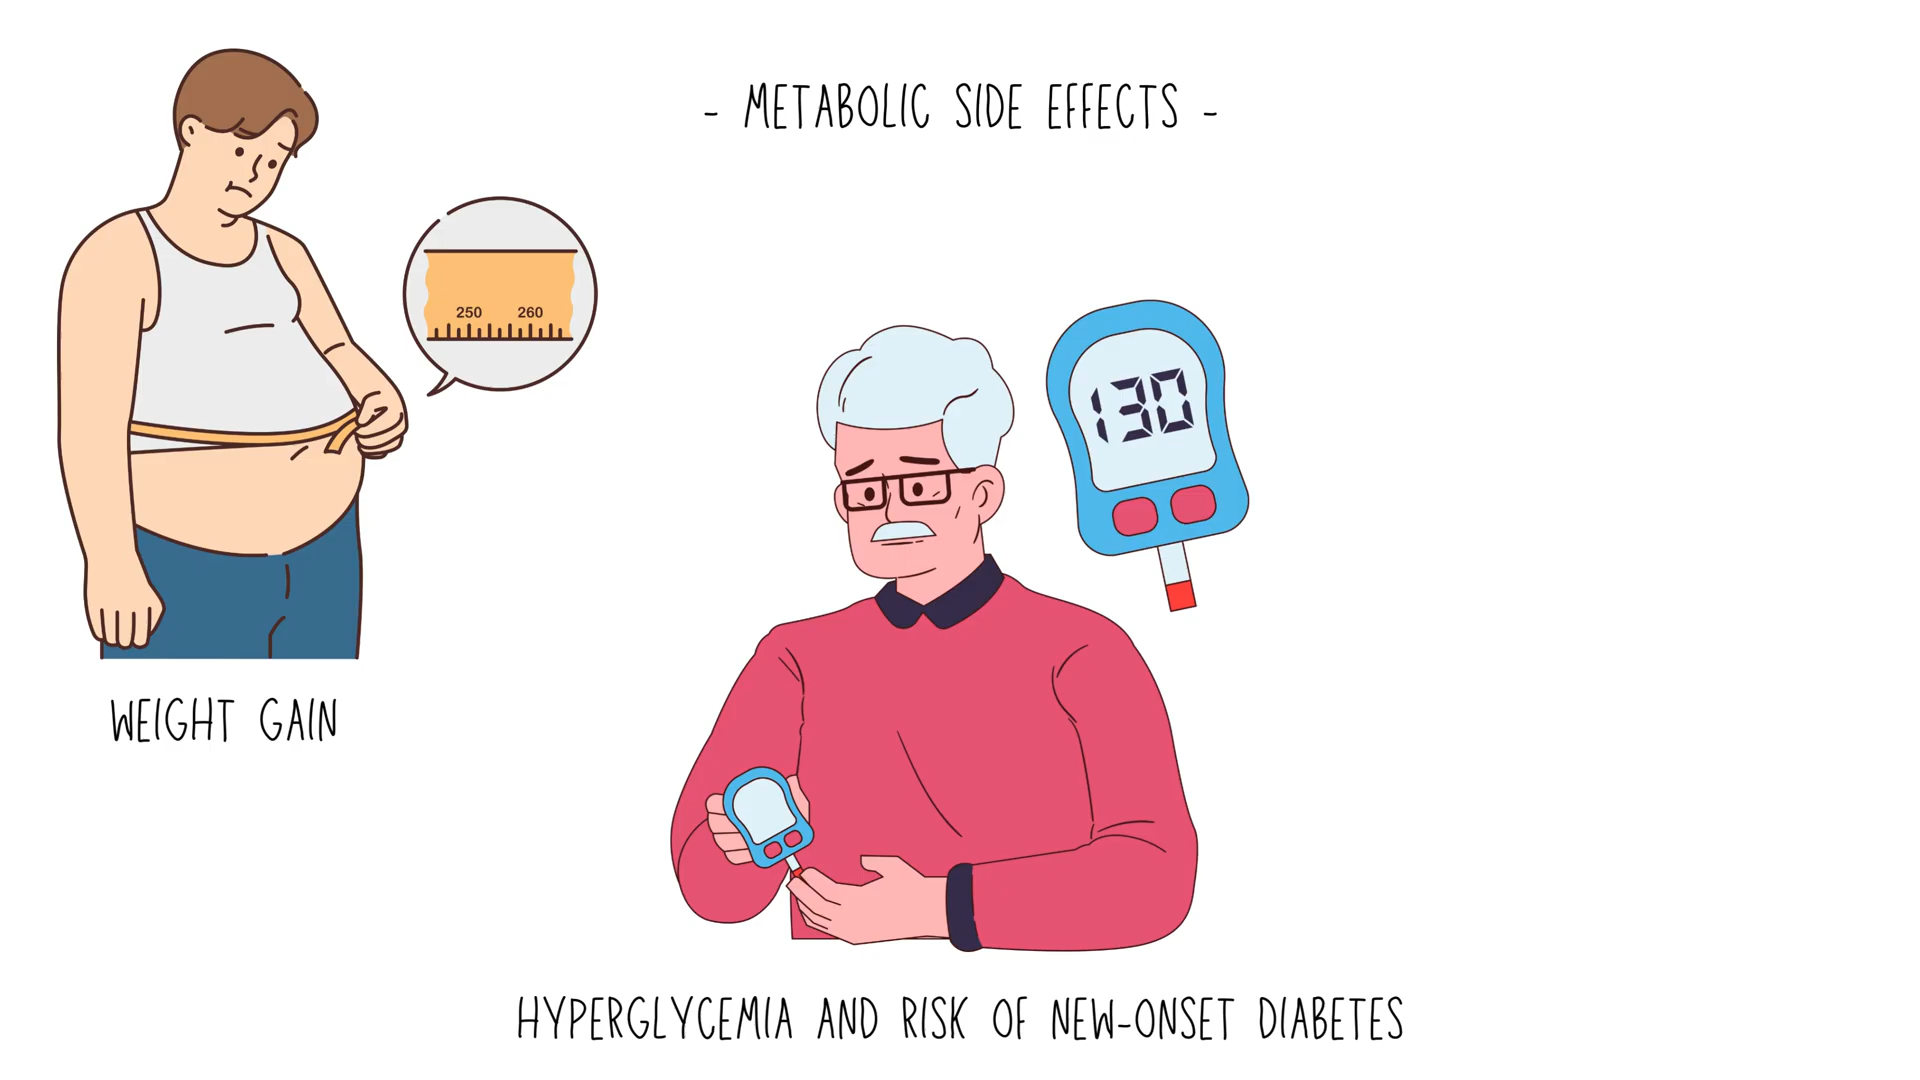 - METABOLIC SIDE EFFECTS -
250 260
130
WEIGHT GAIN
HYPERGLYCEMIA AND RISK OF NEW-ONSET DIABETES